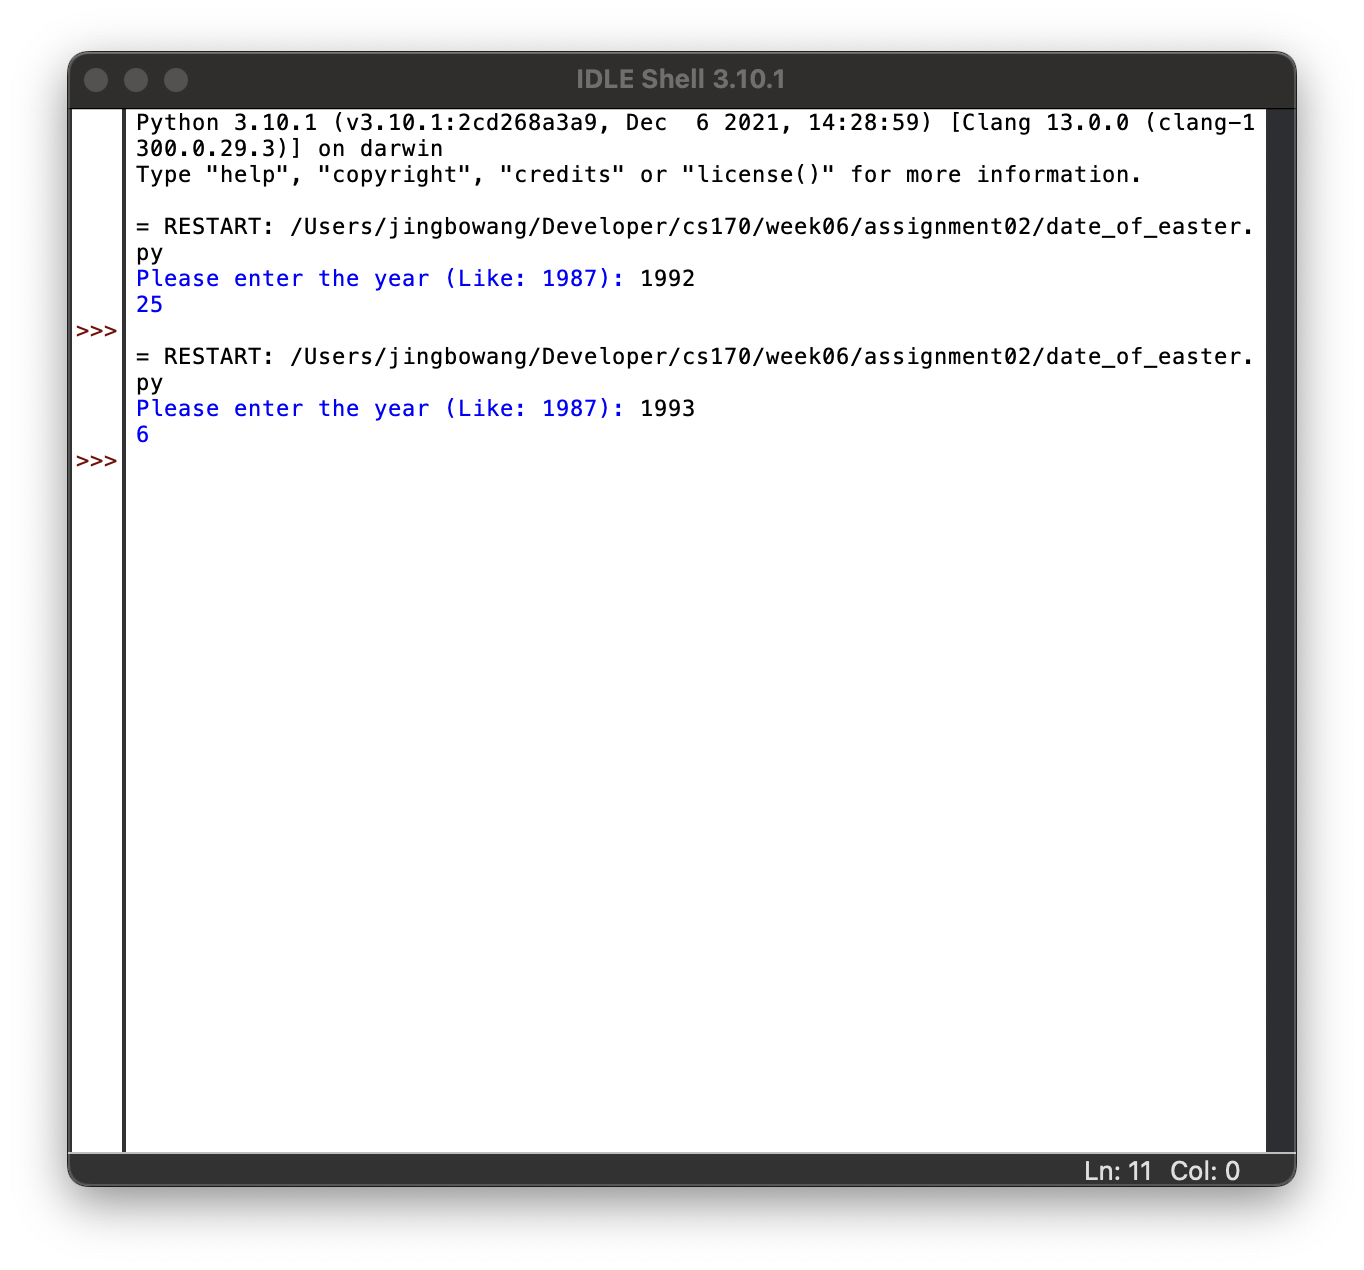 IDLE Shell 3.10.1
Python 3.10.1 (v3.10.1:2cd268a3a9, Dec  6 2021, 14:28:59) [Clang 13.0.0 (clang-1
300.0.29.3)] on darwin
Type "help", "copyright", "credits" or "license()" for more information.
= RESTART: /Users/jingbowang/Developer/cs170/week06/assignment02/date_of_easter.
py
Please enter the year (Like: 1987): 1992
25
>>>
= RESTART: /Users/jingbowang/Developer/cs170/week06/assignment02/date_of_easter.
py
Please enter the year (Like: 1987): 1993
6
>>>
Ln: 11 Col: 0